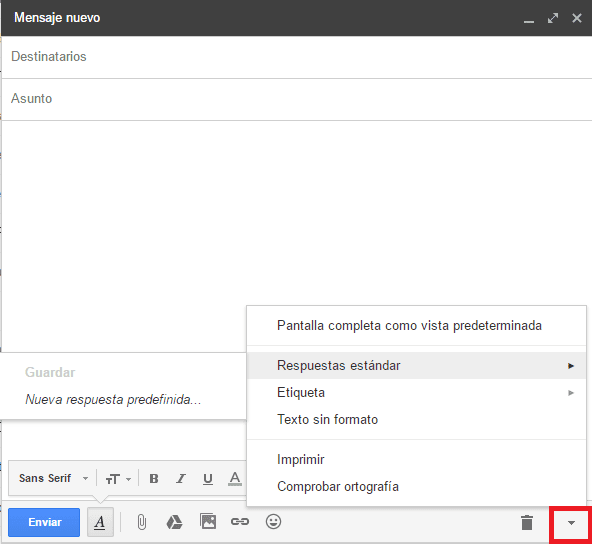 Mensaje nuevo
Destinatarios
Asunto
Pantalla completa como vista predeterminada
Respuestas estándar
Etiqueta
Texto sin formato
Imprimir
Comprobar ortografía
Guardar
Nueva respuesta predefinida...
Sans Serif
B I U A
Enviar A